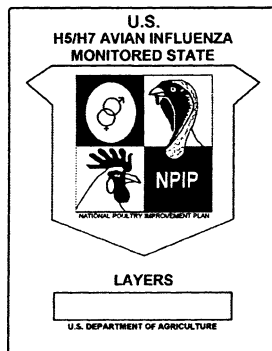 U.S.
H5/H7 AVIAN INFLUENZA
MONITORED STATE
NPIP
NATIONAL POULTRY IMPROVEMENT PLAN
LAYERS
U.S. DEPARTMENT OF AGRICULTURE